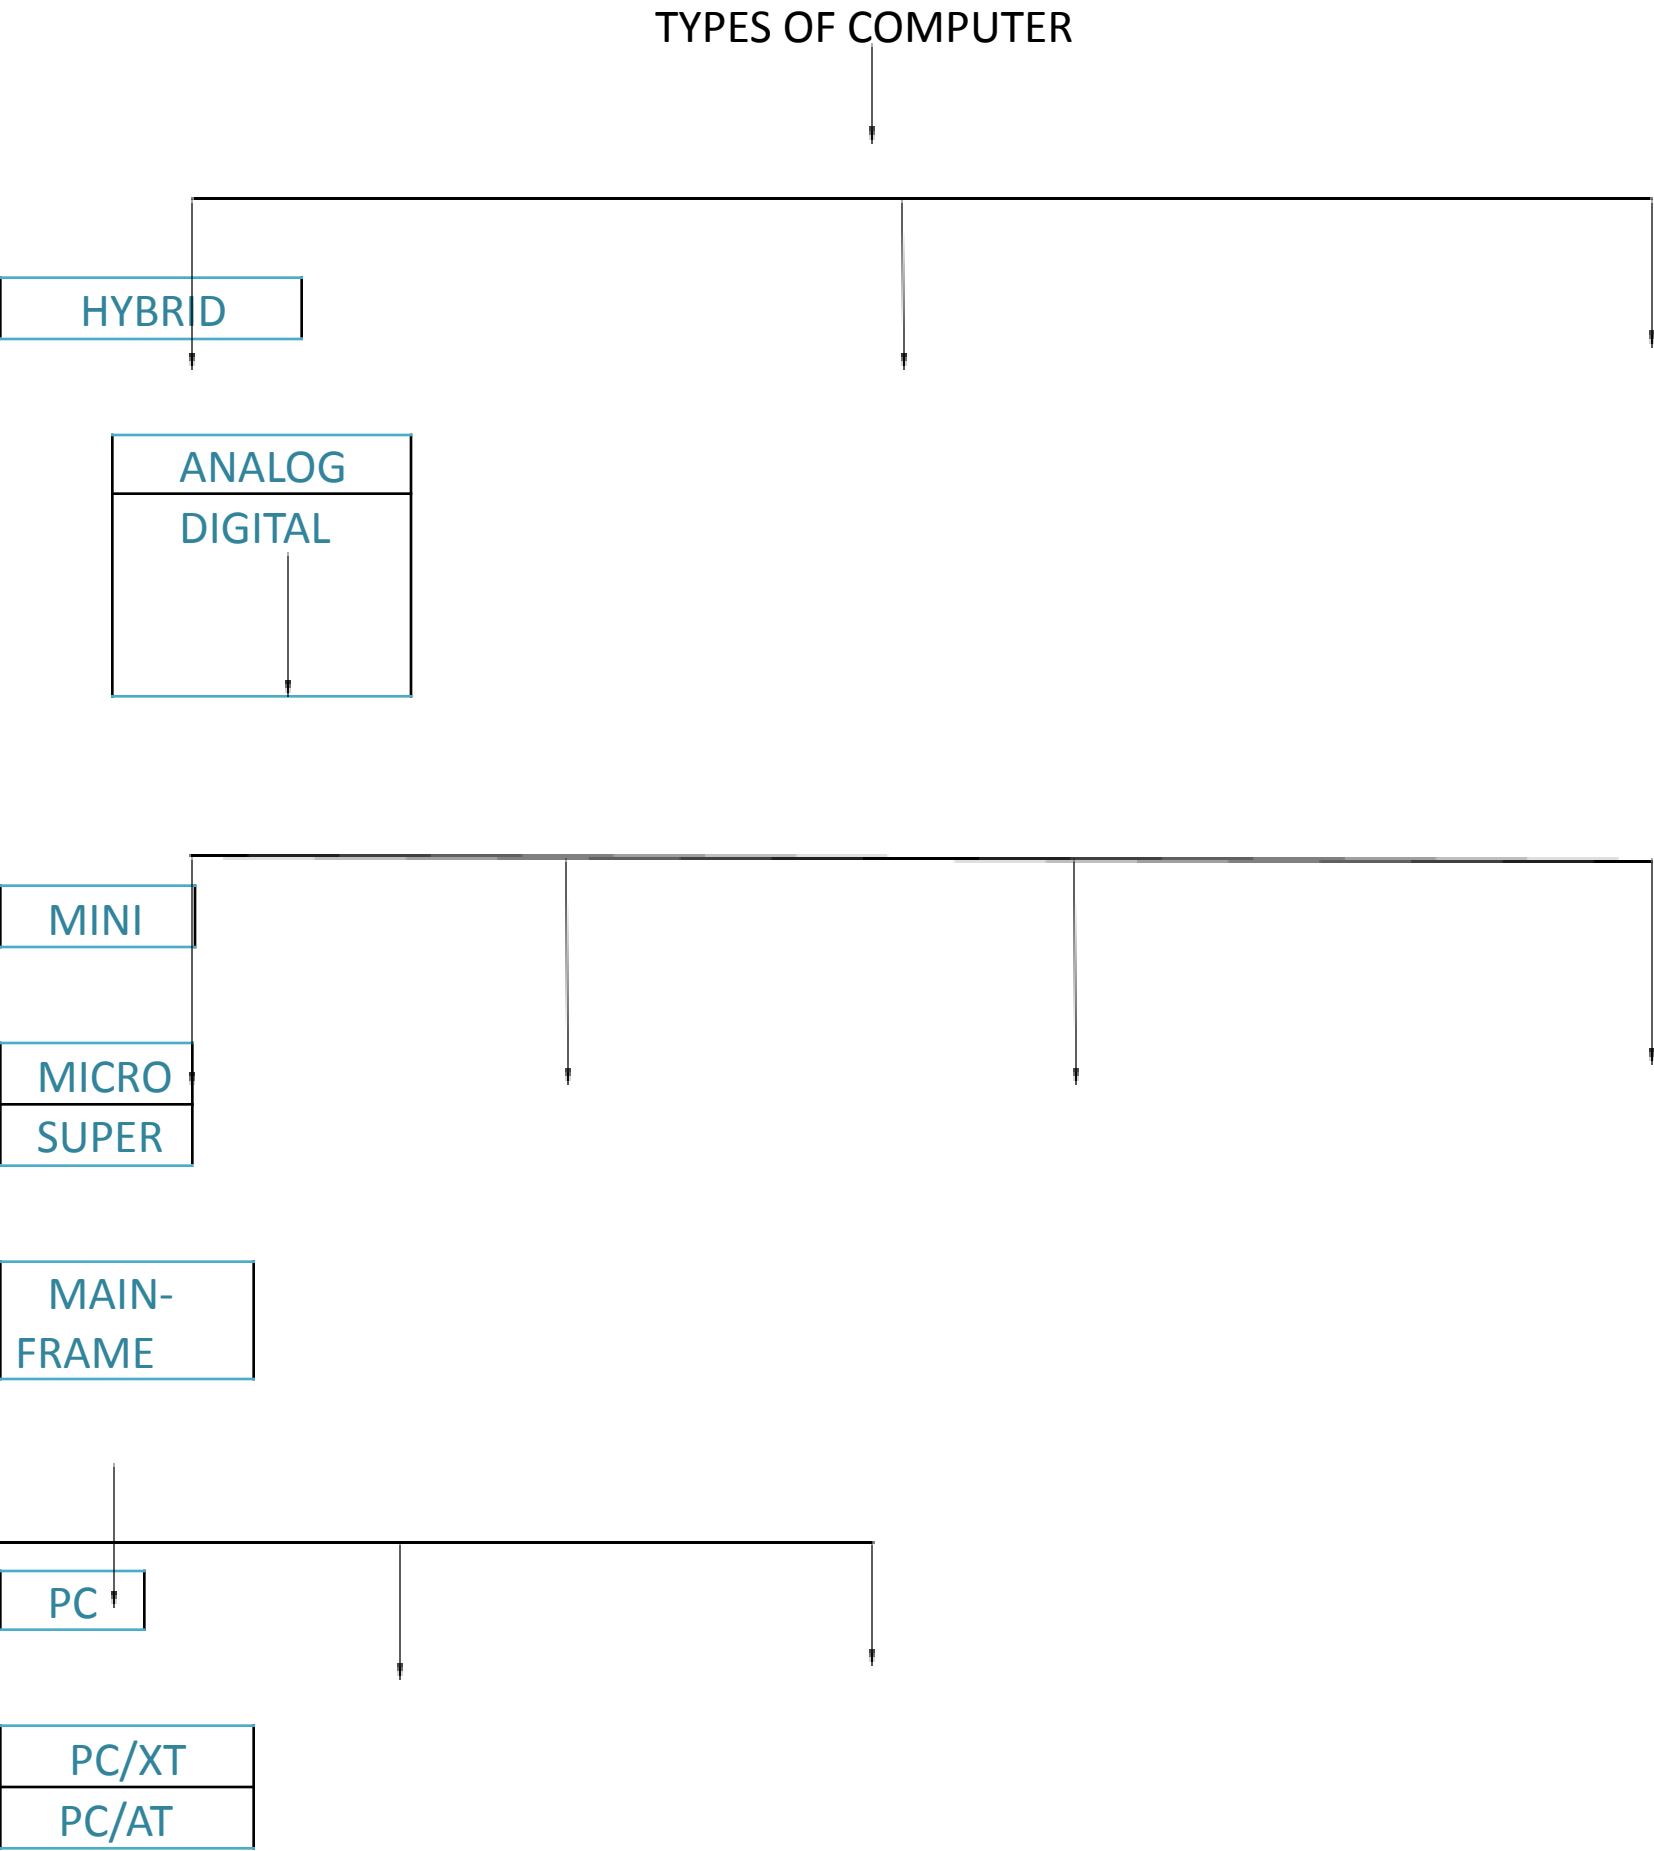 TYPES OF COMPUTER
HYBRID
ANALOG
DIGITAL
MINI
MICRO
SUPER
MAIN-
FRAME
PC
PC/XT
PC/AT